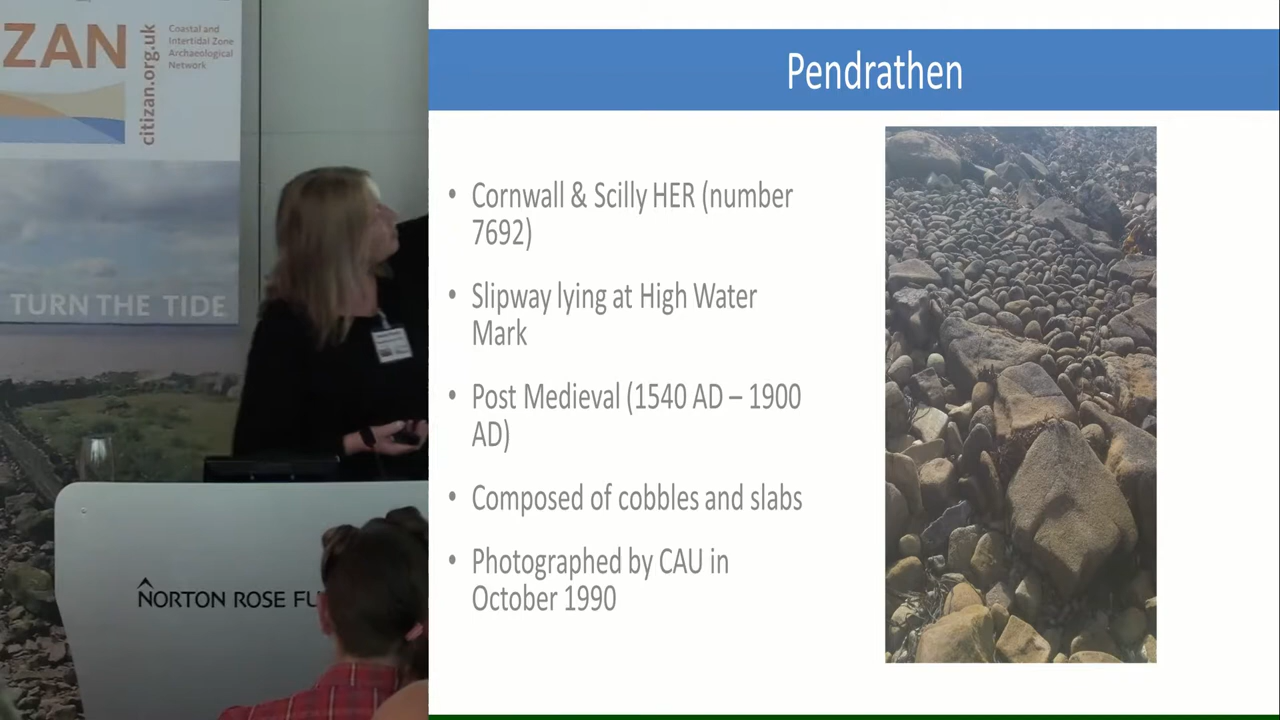 ZAN
citizan.org.uk
Coastal and
Intertidal Zone
Archaeological
Network
TURN THE TIDE
NORTON ROSE FU
Pendrathen
• Cornwall & Scilly HER (number
7692)
• Slipway lying at High Water
Mark
• Post Medieval (1540 AD – 1900
AD)
• Composed of cobbles and slabs
• Photographed by CAU in
October 1990